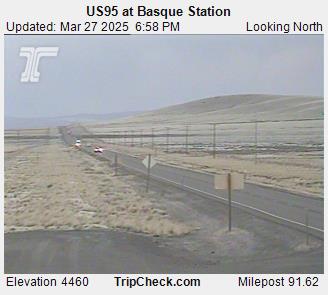 US95 at Basque Station
Updated: Mar 27 2025 6:58 PM Looking North
Elevation 4460 TripCheck.com Milepost 91.62